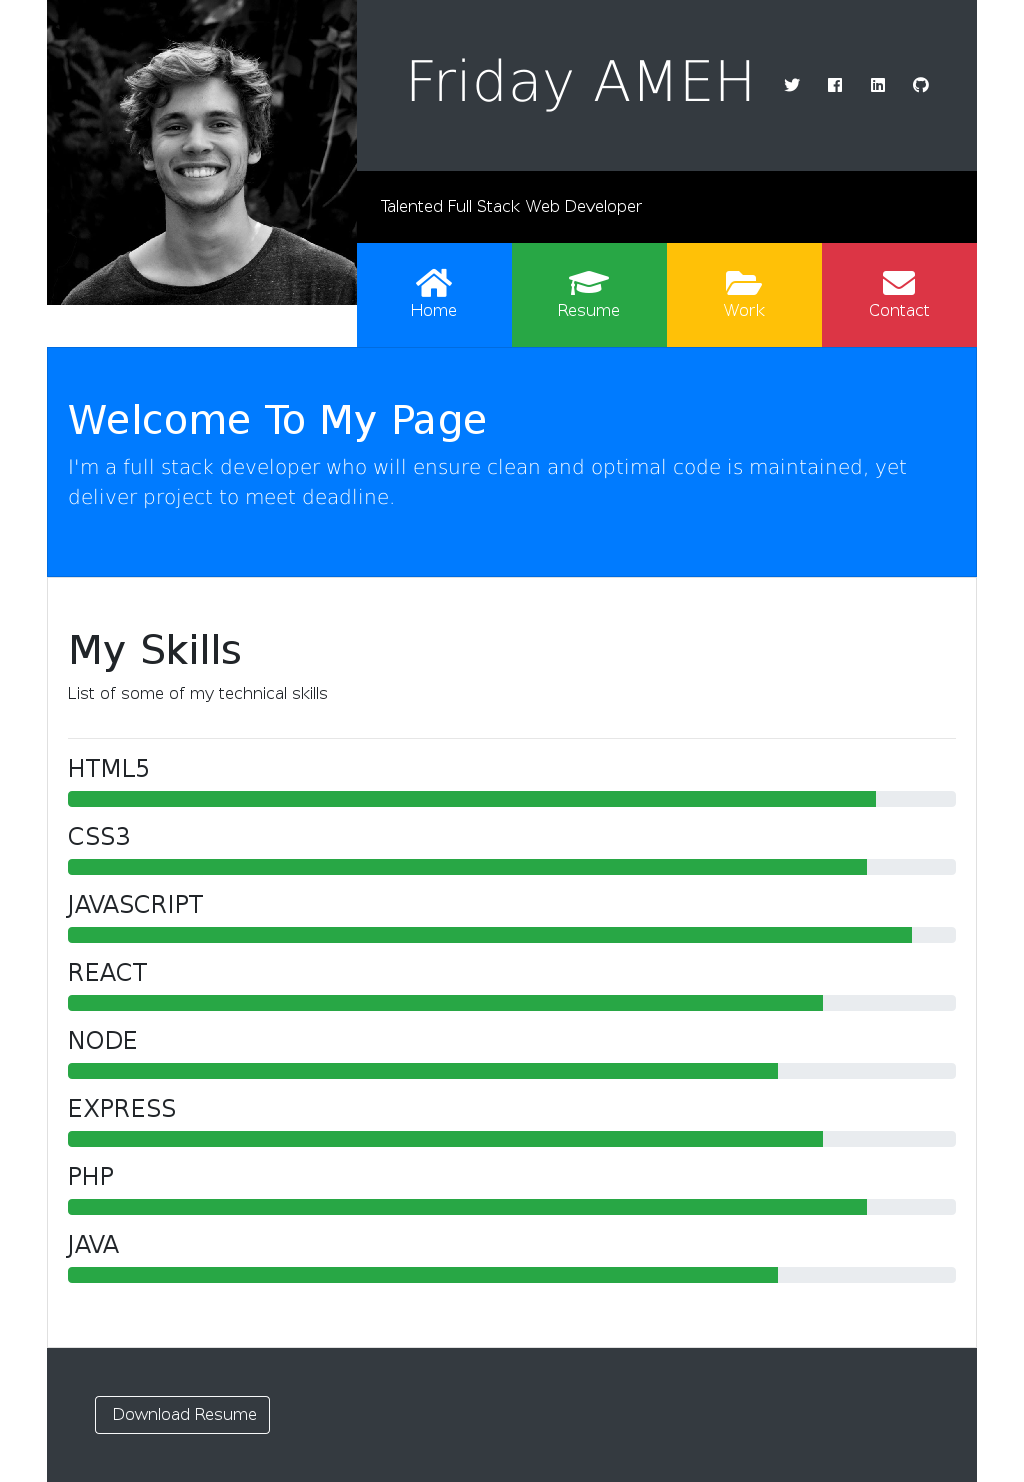 Friday AMEH
Talented Full Stack Web Developer
Home
Resume
Work
Contact
Welcome To My Page
I'm a full stack developer who will ensure clean and optimal code is maintained, yet
deliver project to meet deadline.
My Skills
List of some of my technical skills
HTML5
CSS3
JAVASCRIPT
REACT
NODE
EXPRESS
PHP
JAVA
Download Resume